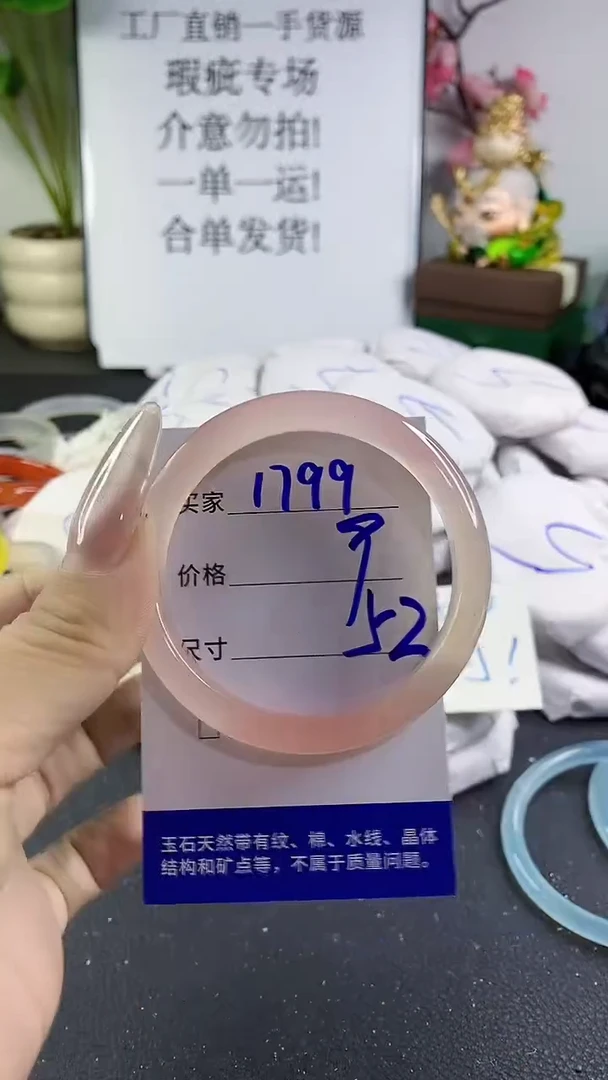 工厂直销一手货源
瑕疵专场
介意勿拍!
一单一运!
合单发货!
买家 1799
价格
尺寸 52
玉石天然带有纹、棉、水线、晶体
结构和矿点等，不属于质量问题。